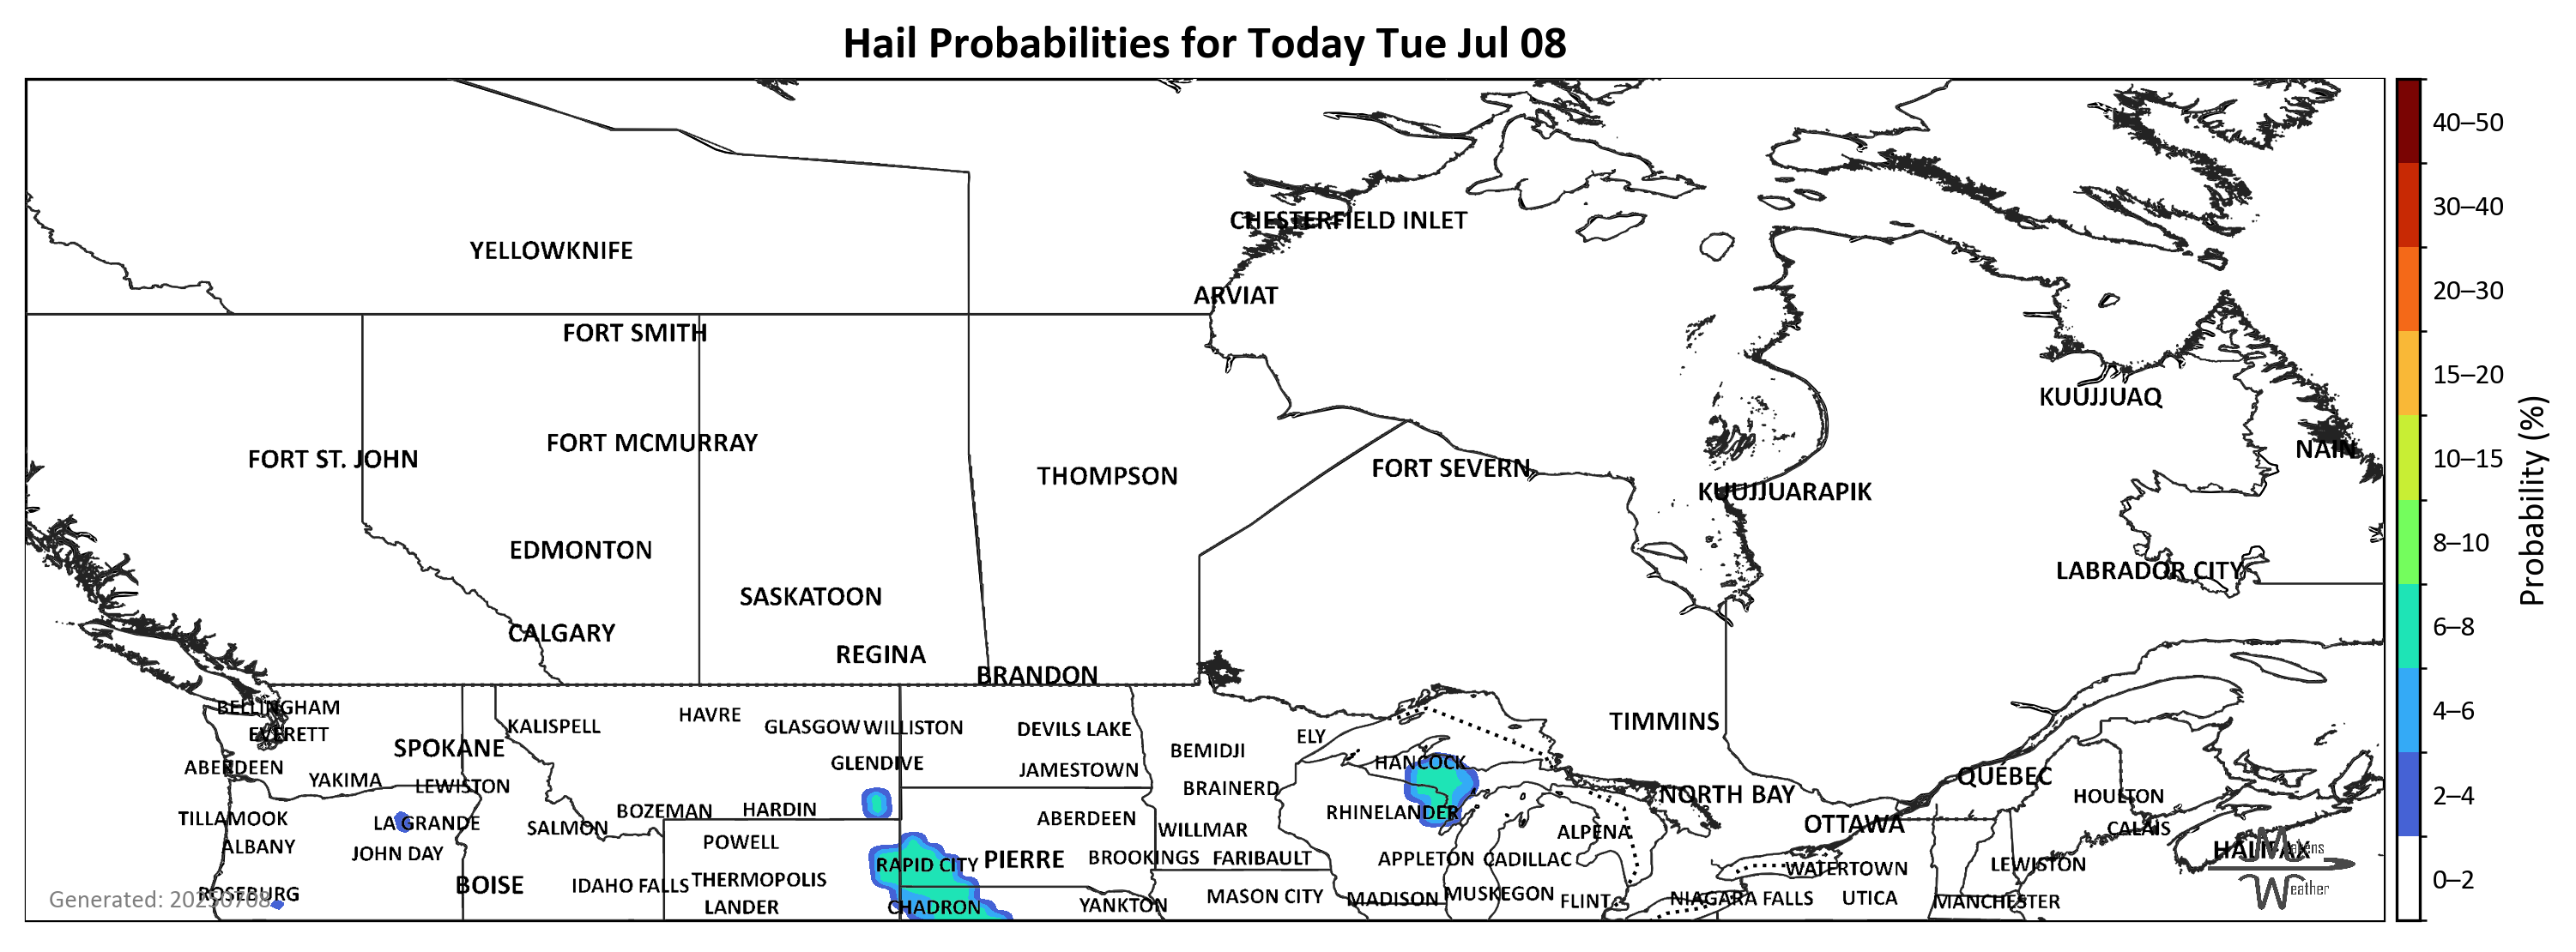 Hail Probabilities for Today Tue Jul 08
40–50
30–40
CHESTERFIELD INLET
YELLOWKNIFE
20–30
ARVIAT
FORT SMITH
15–20
KUUJJUAQ
FORT MCMURRAY
NAIN
FORT ST. JOHN
10–15
FORT SEVERN
THOMPSON
KUUJJUARAPIK
Probability (%)
8–10
EDMONTON
LABRADOR CITY
SASKATOON
6–8
CALGARY
REGINA
BRANDON
BELLINGHAM
4–6
HAVRE
TIMMINS
KALISPELL
GLASGOW
WILLISTON
DEVILS LAKE
EVERETT
ELY
SPOKANE
BEMIDJI
GLENDIVE
HANCOCK
ABERDEEN
JAMESTOWN
QUÉBEC
YAKIMA
LEWISTON
BRAINERD
NORTH BAY
HOULTON
2–4
BOZEMAN
HARDIN
RHINELANDER
TILLAMOOK
ABERDEEN
LA GRANDE
SALMON
WILLMAR
OTTAWA
CALAIS
ALPENA
POWELL
ALBANY
HALIFAX
JOHN DAY
BROOKINGS
FARIBAULT
APPLETON
CADILLAC
PIERRE
RAPID CITY
LEWISTON
WATERTOWN
0–2
THERMOPOLIS
BOISE
IDAHO FALLS
eather
ROSEBURG
MUSKEGON
MASON CITY
UTICA
NIAGARA FALLS
MADISON
Generated: 20250708
FLINT
MANCHESTER
YANKTON
LANDER
CHADRON